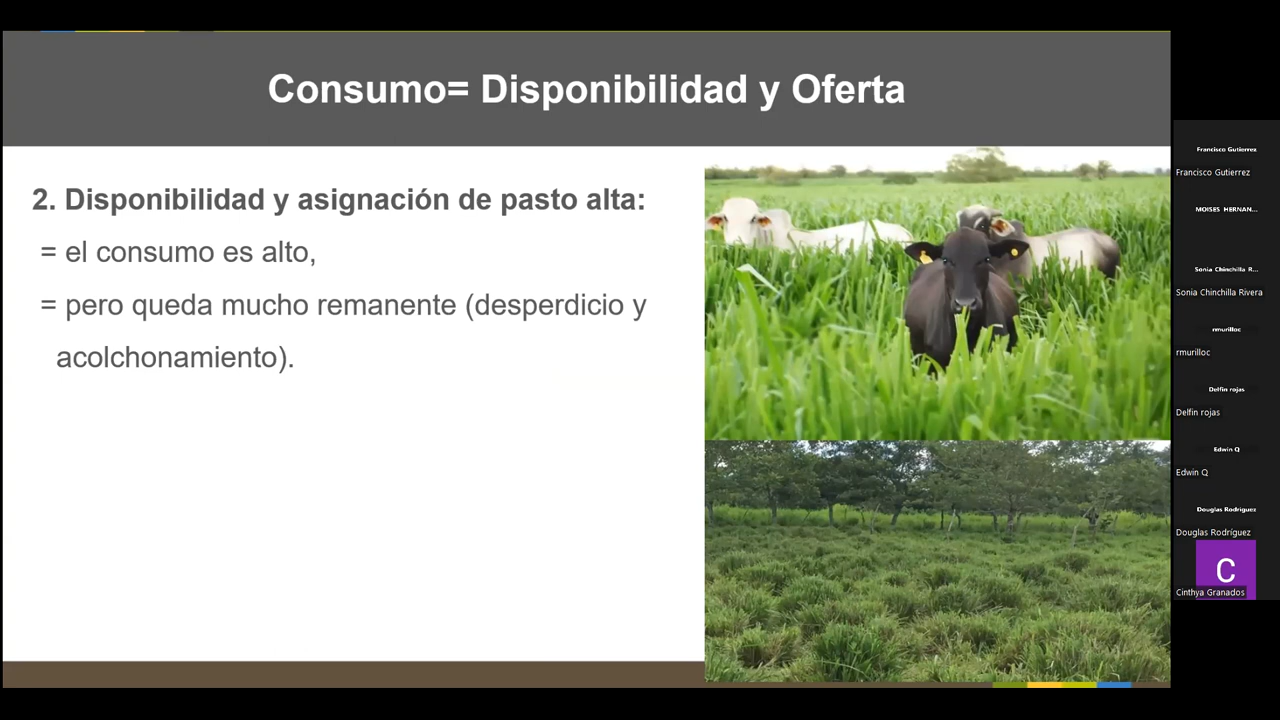 Consumo= Disponibilidad y Oferta
2. Disponibilidad y asignación de pasto alta:
= el consumo es alto,
= pero queda mucho remanente (desperdicio y
acolchonamiento).
Francisco Gutierrez
Francisco Gutierrez
MOISES HERNAN...
Sonia Chinchilla R...
Sonia Chinchilla Rivera
rmurilloc
rmurilloc
Delfin rojas
Delfin rojas
Edwin Q
Edwin Q
Douglas Rodríguez
Douglas Rodríguez
C
Cinthya Granados